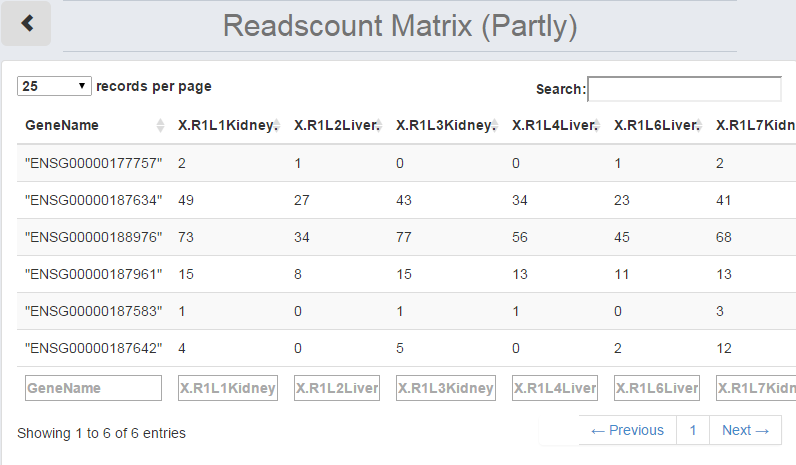 Readscount Matrix (Partly)
25 records per page Search:
GeneName X.R1L1Kidney. X.R1L2Liver. X.R1L3Kidney. X.R1L4Liver. X.R1L6Liver. X.R1L7Kidn
"ENSG00000177757" 2 1 0 0 1 2
"ENSG00000187634" 49 27 43 34 23 41
"ENSG00000188976" 73 34 77 56 45 68
"ENSG00000187961" 15 8 15 13 11 13
"ENSG00000187583" 1 0 1 1 0 3
"ENSG00000187642" 4 0 5 0 2 12
GeneName X.R1L1Kidney X.R1L2Liver X.R1L3Kidney X.R1L4Liver X.R1L6Liver X.R1L7Kidn
Showing 1 to 6 of 6 entries ← Previous 1 Next →